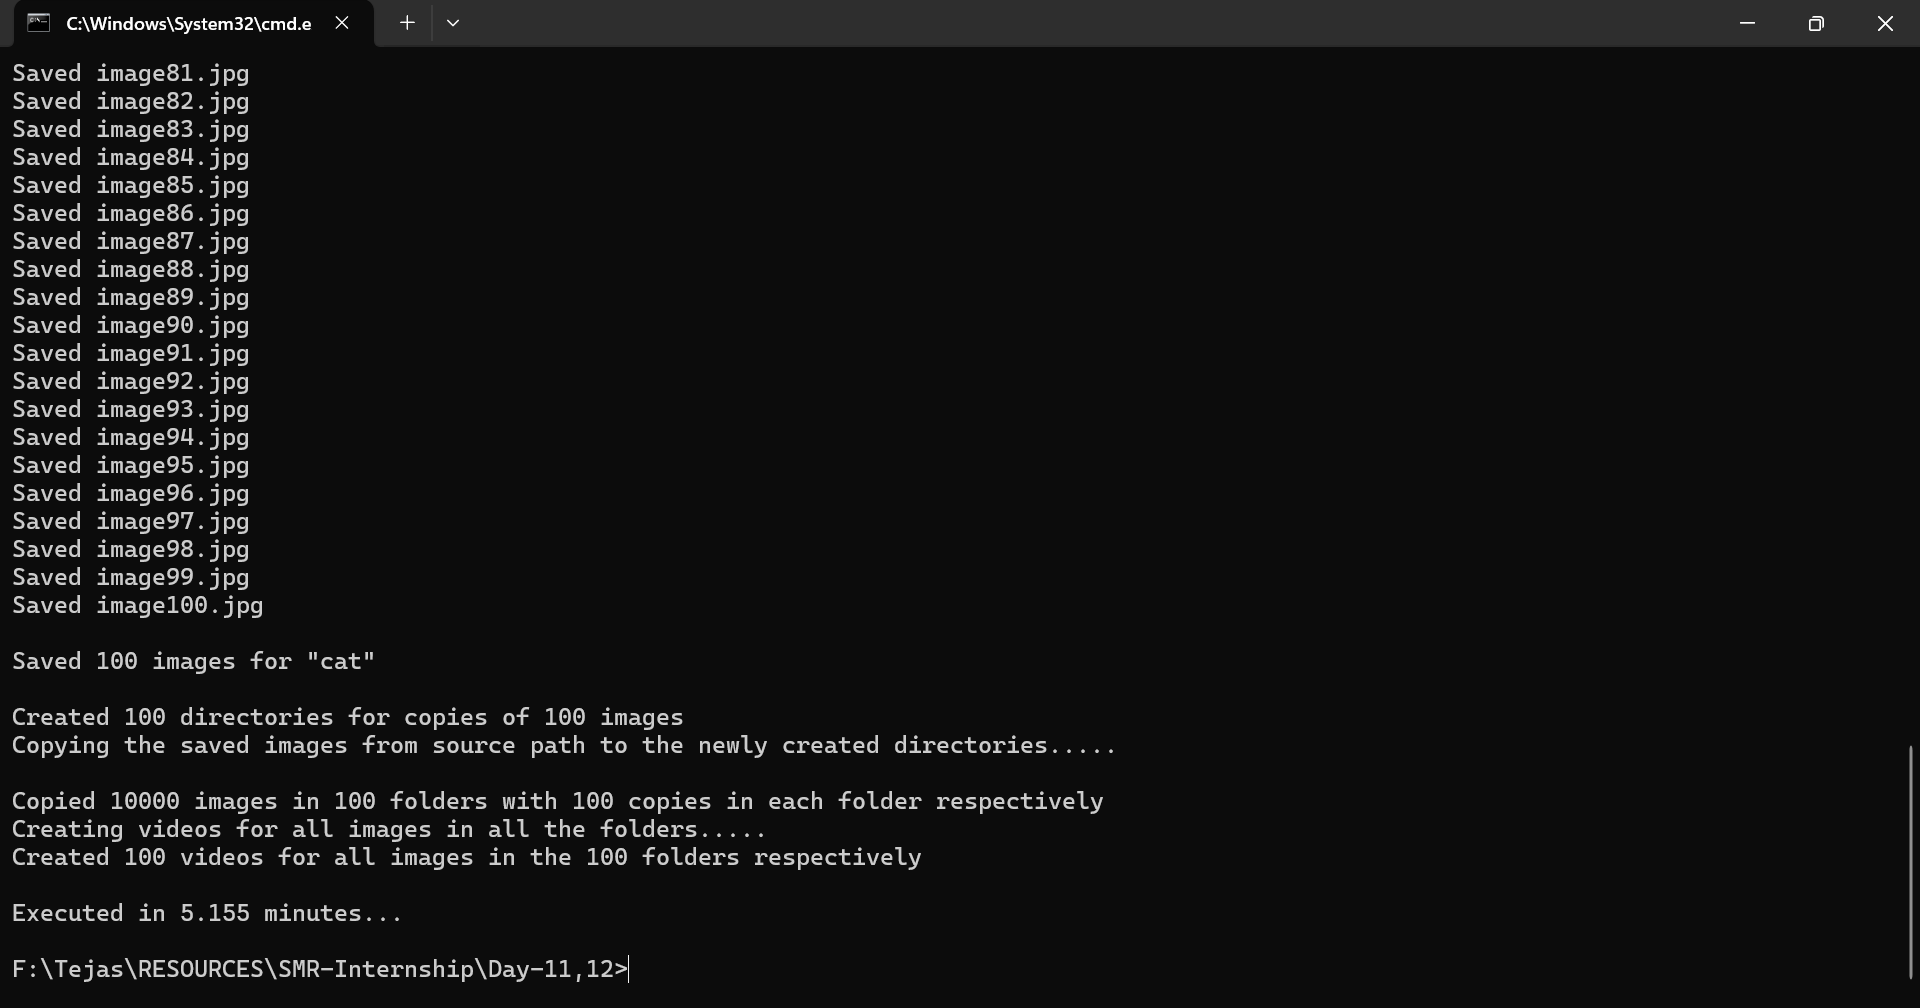 C:\Windows\System32\cmd.e
Saved image81.jpg
Saved image82.jpg
Saved image83.jpg
Saved image84.jpg
Saved image85.jpg
Saved image86.jpg
Saved image87.jpg
Saved image88.jpg
Saved image89.jpg
Saved image90.jpg
Saved image91.jpg
Saved image92.jpg
Saved image93.jpg
Saved image94.jpg
Saved image95.jpg
Saved image96.jpg
Saved image97.jpg
Saved image98.jpg
Saved image99.jpg
Saved image100.jpg
Saved 100 images for "cat"
Created 100 directories for copies of 100 images
Copying the saved images from source path to the newly created directories.....
Copied 10000 images in 100 folders with 100 copies in each folder respectively
Creating videos for all images in all the folders.....
Created 100 videos for all images in the 100 folders respectively
Executed in 5.155 minutes...
F:\Tejas\RESOURCES\SMR-Internship\Day-11,12>